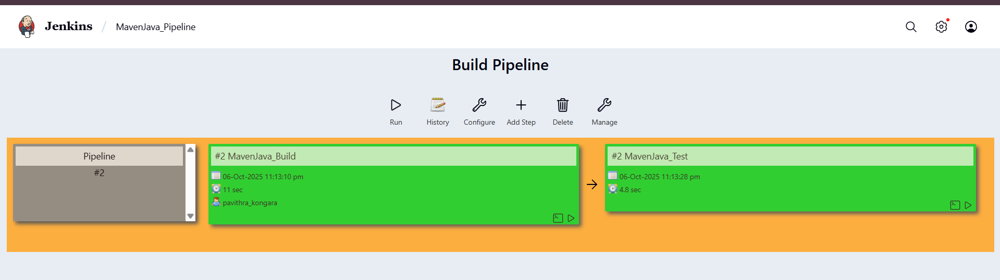 Jenkins / MavenJava_Pipeline
Build Pipeline
Run History Configure Add Step Delete Manage
Pipeline
#2
#2 MavenJava_Build
06-Oct-2025 11:13:10 pm
11 sec
pavithra_kongara
#2 MavenJava_Test
06-Oct-2025 11:13:28 pm
4.8 sec